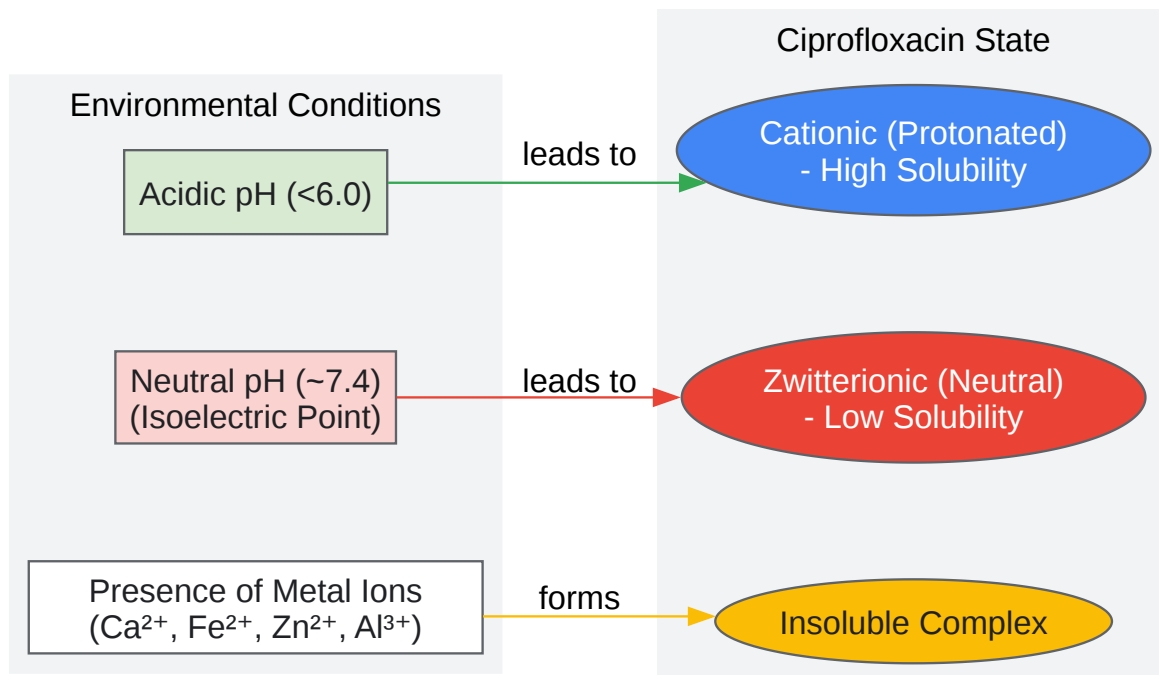 Ciprofloxacin State
Environmental Conditions
Acidic pH (<6.0)
leads to
Cationic (Protonated)
- High Solubility
Neutral pH (~7.4)
(Isoelectric Point)
leads to
Zwitterionic (Neutral)
- Low Solubility
Presence of Metal Ions
(Ca²⁺, Fe²⁺, Zn²⁺, Al³⁺)
forms
Insoluble Complex